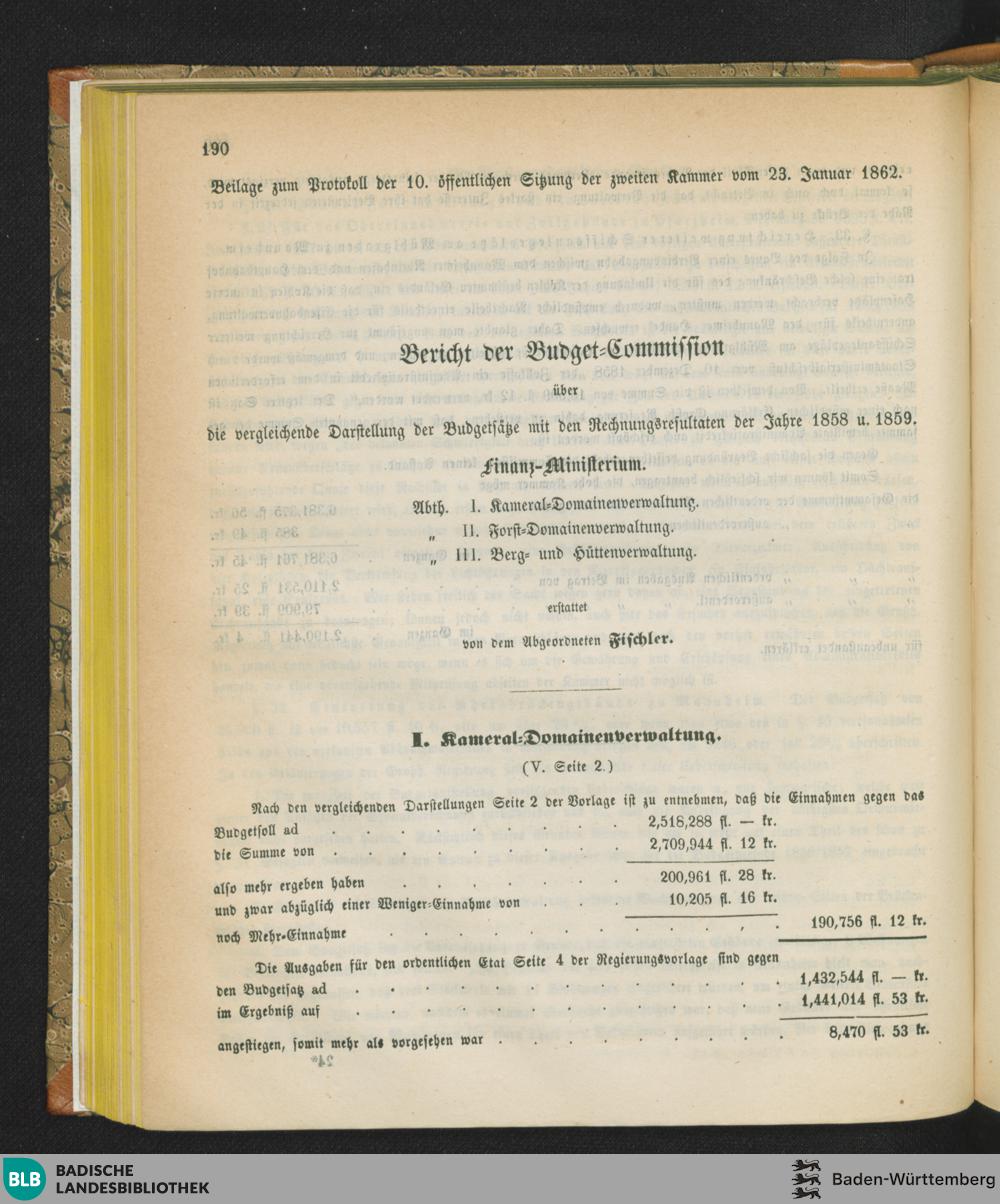 190
Beilage zum Protokoll der 10. öffentlichen Sitzung der zweiten Kammer vom 23. Januar 1862.
Bericht der Budget-Commission
über
die vergleichende Darstellung der Budgetsätze mit den Rechnungsresultaten der Jahre 1858 u. 1859.
Finanz-Ministerium.
Abth. I. Kameral-Domainenverwaltung.
„ II. Forst-Domainenverwaltung.
„ III. Berg- und Hüttenverwaltung.
erstattet
von dem Abgeordneten Fischler.
I. Kameral-Domainenverwaltung.
(V. Seite 2.)
Nach den vergleichenden Darstellungen Seite 2 der Vorlage ist zu entnehmen, daß die Einnahmen gegen das
Budgetsoll ad . . . . . . . . . . . 2,518,288 fl. — kr.
die Summe von . . . . . . . . . . 2,709,944 fl. 12 kr.
also mehr ergeben haben . . . . . . . . 200,961 fl. 28 kr.
und zwar abzüglich einer Weniger-Einnahme von . . . 10,205 fl. 16 kr.
noch Mehr-Einnahme . . . . . . . . . . . . 190,756 fl. 12 kr.
Die Ausgaben für den ordentlichen Etat Seite 4 der Regierungsvorlage sind gegen
den Budgetsatz ad . . . . . . . . . . . . 1,432,544 fl. — kr.
im Ergebniß auf . . . . . . . . . . . . 1,441,014 fl. 53 kr.
angestiegen, somit mehr als vorgesehen war . . . . . . . . . 8,470 fl. 53 kr.
BLB BADISCHE
LANDESBIBLIOTHEK
Baden-Württemberg